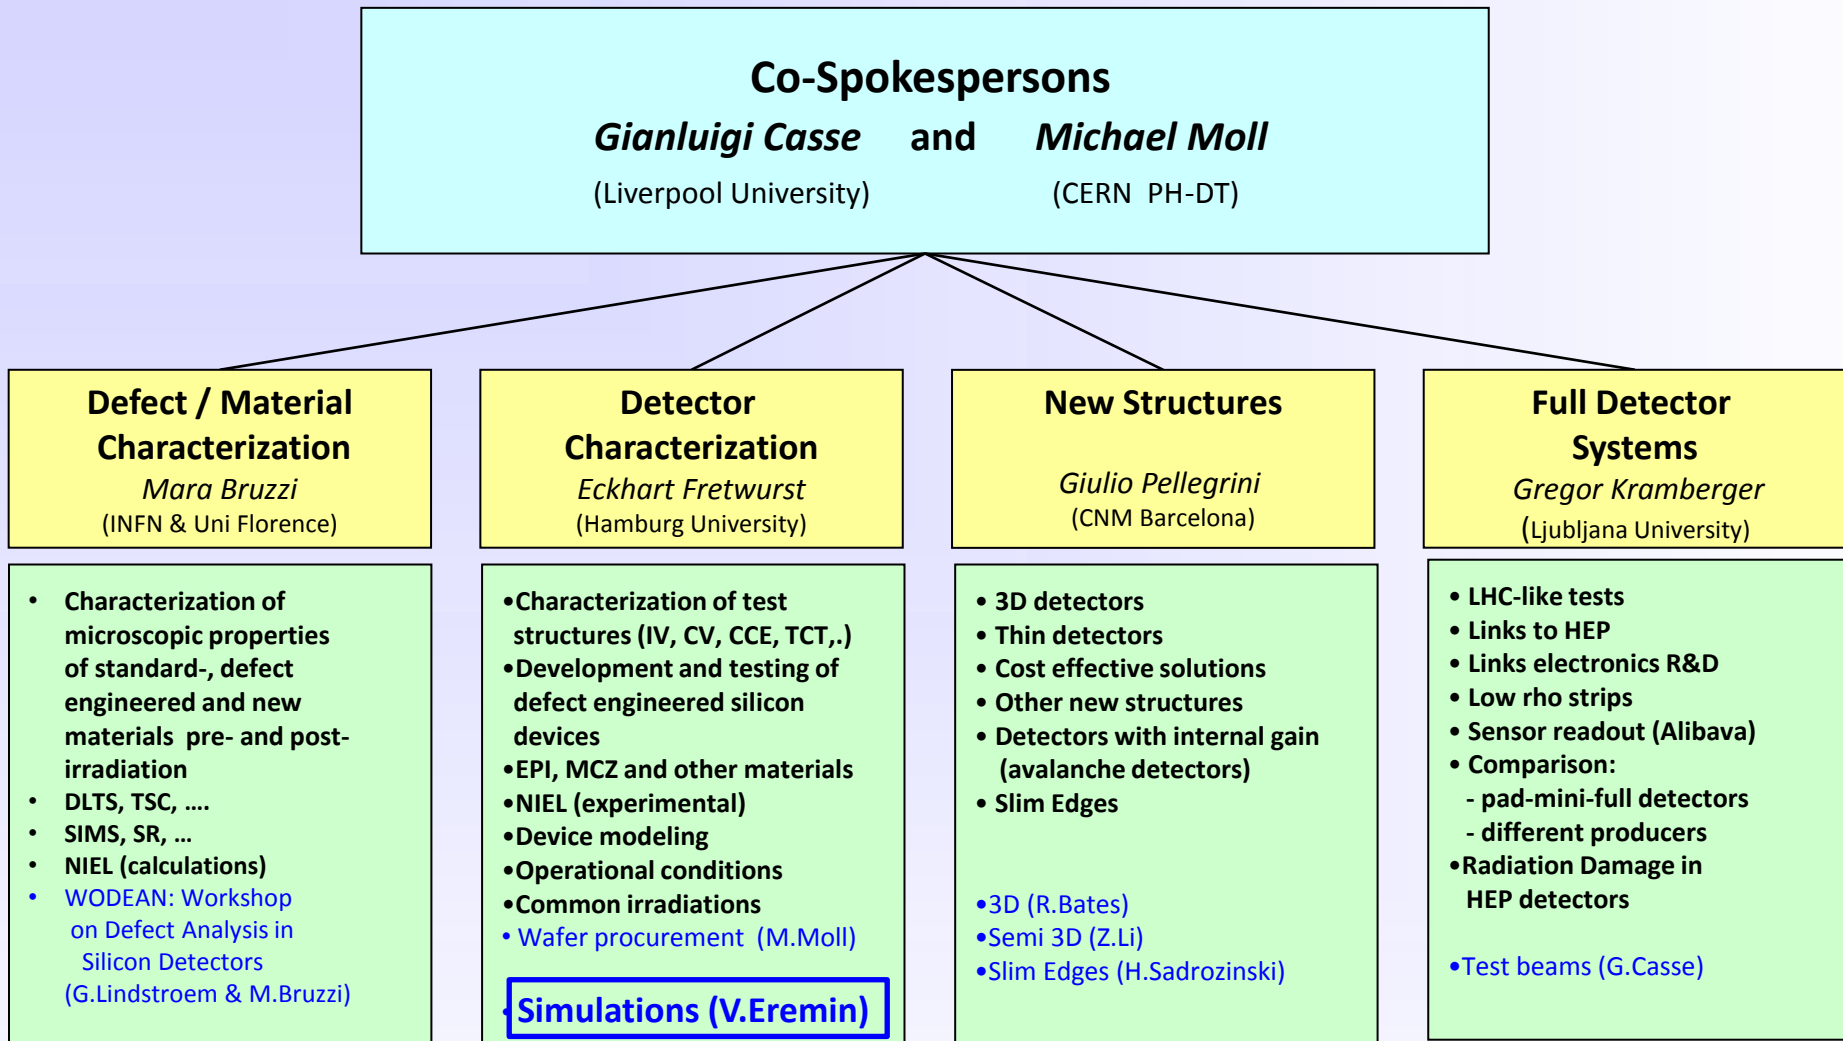 Co-Spokespersons
Gianluigi Casse and Michael Moll
(Liverpool University) (CERN PH-DT)
Defect / Material
Characterization
Mara Bruzzi
(INFN & Uni Florence)
Detector
Characterization
Eckhart Fretwurst
(Hamburg University)
New Structures
Giulio Pellegrini
(CNM Barcelona)
Full Detector
Systems
Gregor Kramberger
(Ljubljana University)
• Characterization of
microscopic properties
of standard-, defect
engineered and new
materials pre- and post-
irradiation
• DLTS, TSC, ....
• SIMS, SR, ...
• NIEL (calculations)
• WODEAN: Workshop
on Defect Analysis in
Silicon Detectors
(G.Lindstroem & M.Bruzzi)
•Characterization of test
structures (IV, CV, CCE, TCT,.)
•Development and testing of
defect engineered silicon
devices
•EPI, MCZ and other materials
•NIEL (experimental)
•Device modeling
•Operational conditions
•Common irradiations
• Wafer procurement (M.Moll)
• Simulations (V.Eremin)
• 3D detectors
• Thin detectors
• Cost effective solutions
• Other new structures
• Detectors with internal gain
(avalanche detectors)
• Slim Edges
•3D (R.Bates)
•Semi 3D (Z.Li)
•Slim Edges (H.Sadrozinski)
• LHC-like tests
• Links to HEP
• Links electronics R&D
• Low rho strips
• Sensor readout (Alibava)
• Comparison:
- pad-mini-full detectors
- different producers
•Radiation Damage in
HEP detectors
•Test beams (G.Casse)